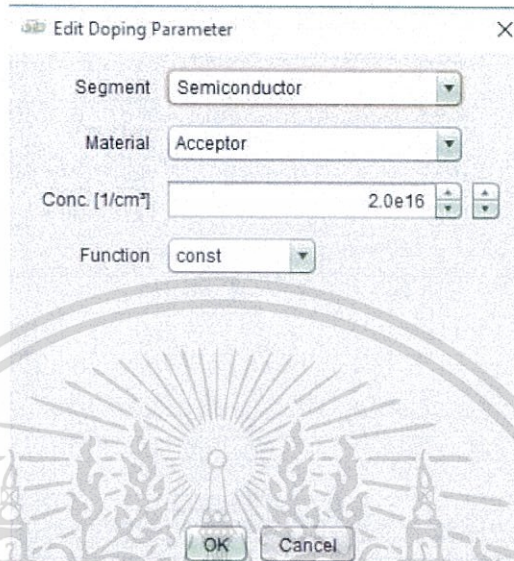 Edit Doping Parameter
Segment Semiconductor
Material Acceptor
Conc. [1/cm³] 2.0e16
Function const
OK Cancel